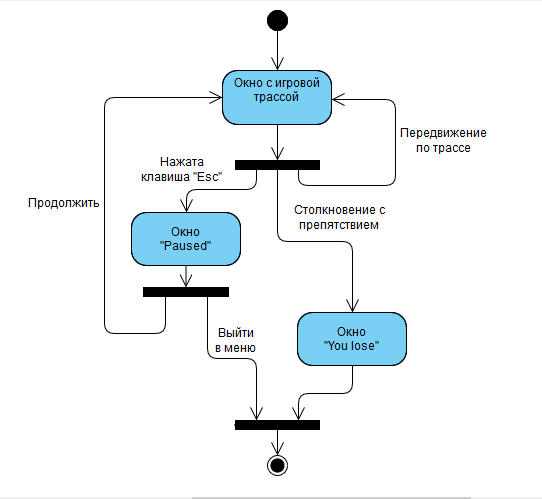 Окно с игровой
трассой
Передвижение
по трассе
Нажата
клавиша "Esc"
Продолжить
Столкновение с
препятствием
Окно
"Paused"
Выйти
в меню
Окно
"You lose"